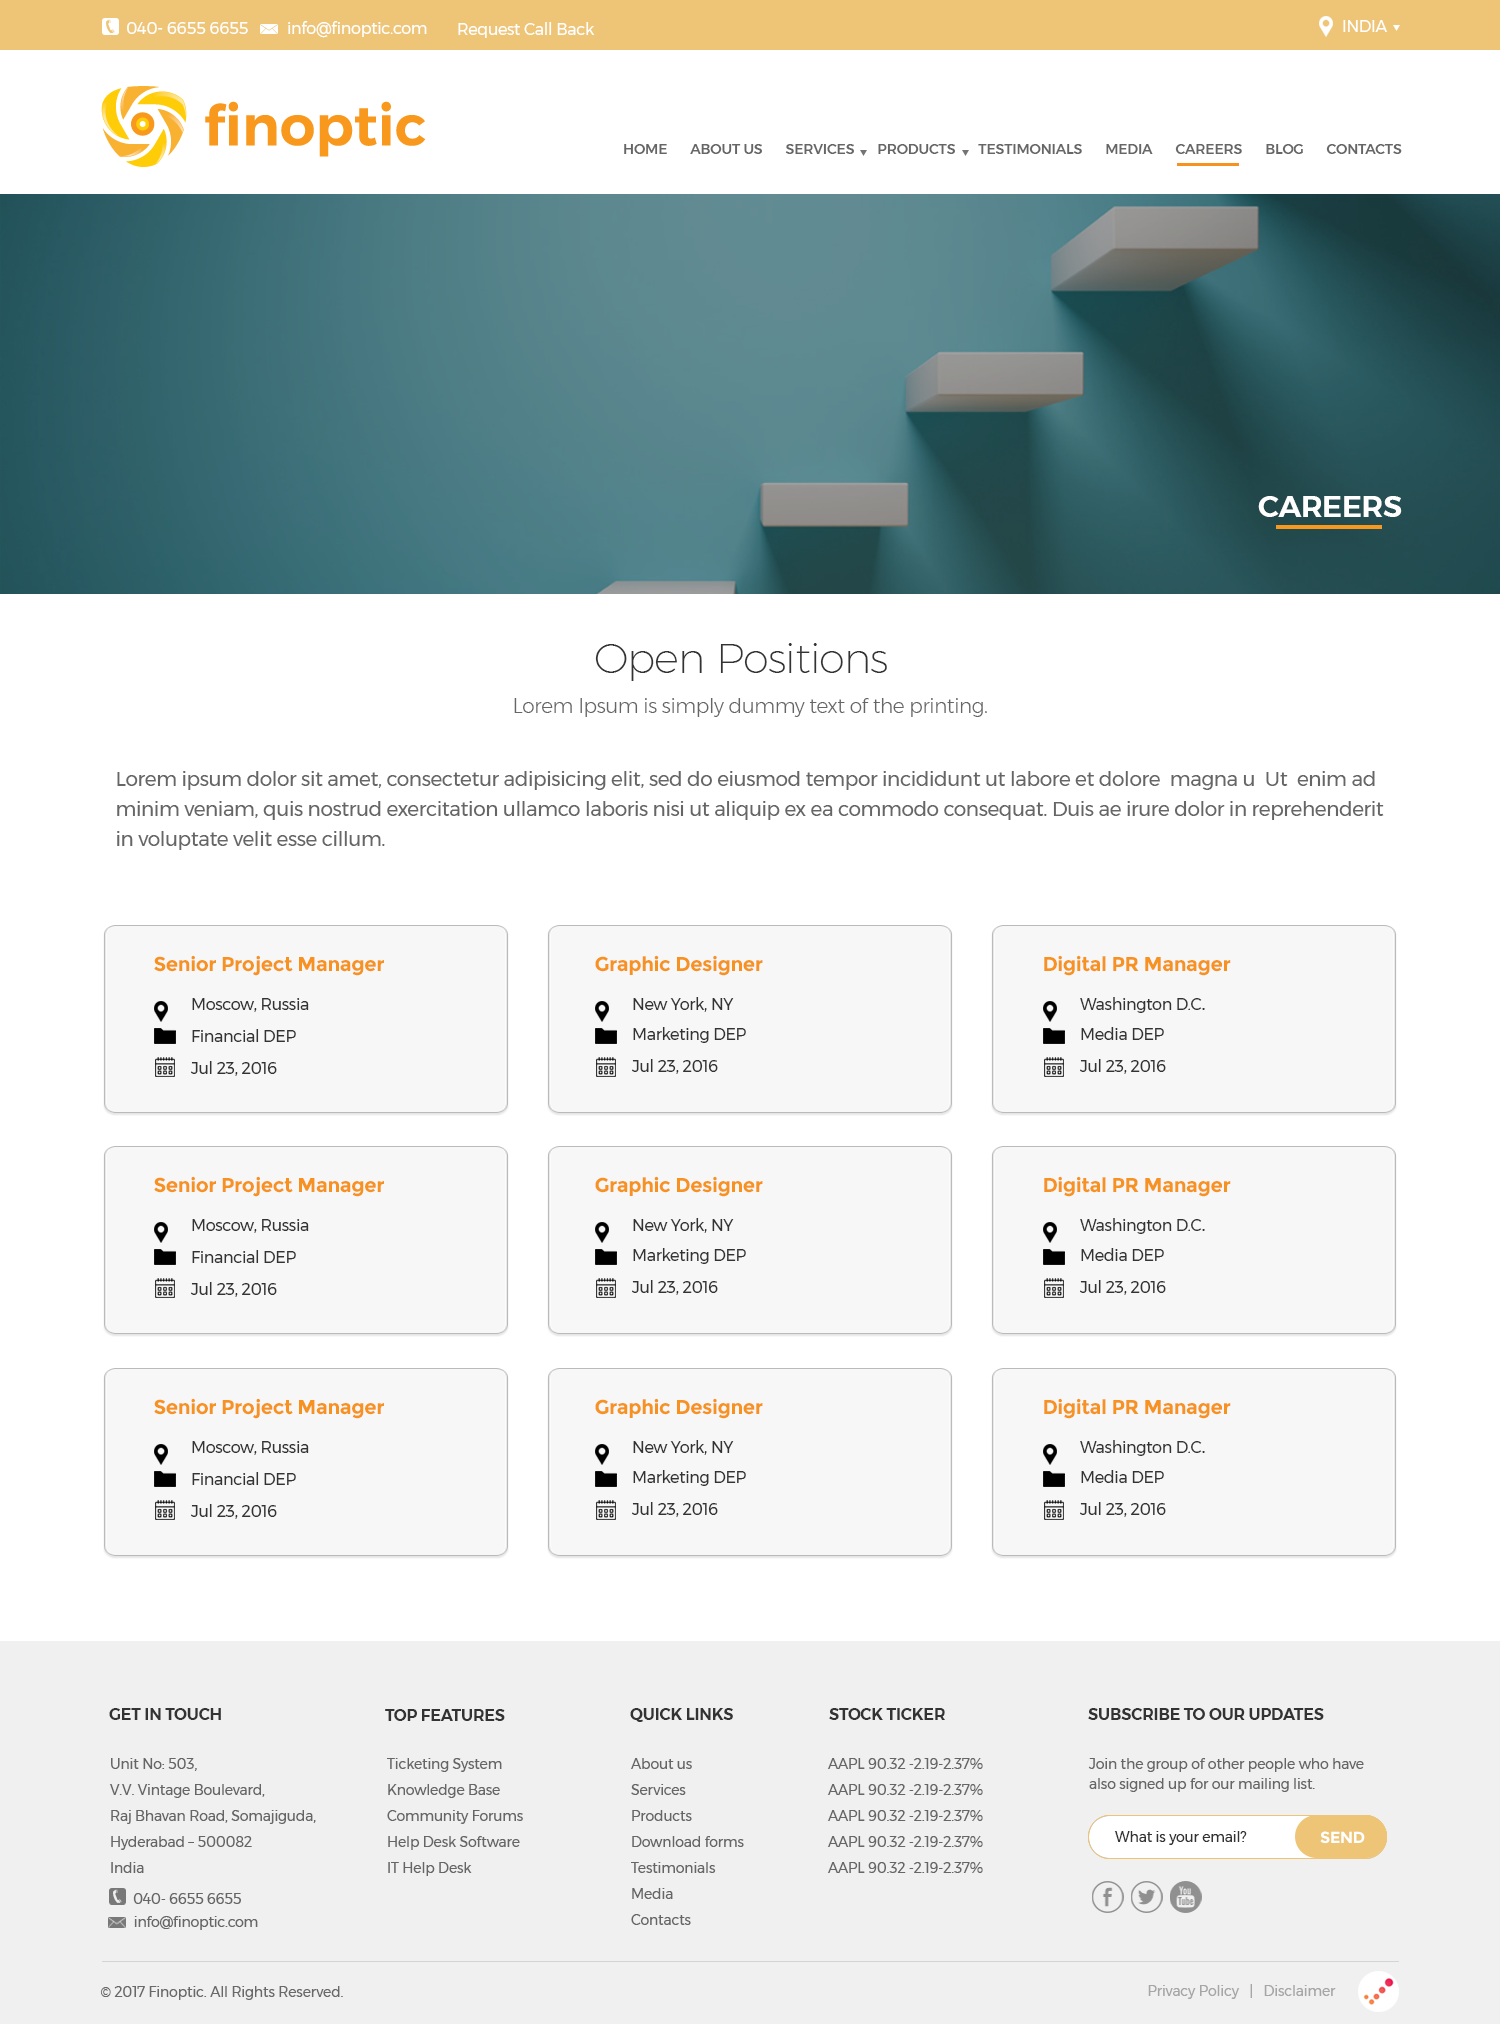 040- 6655 6655 info@finoptic.com Request Call Back INDIA
finoptic
HOME ABOUT US SERVICES PRODUCTS TESTIMONIALS MEDIA CAREERS BLOG CONTACTS
CAREERS
Open Positions
Lorem Ipsum is simply dummy text of the printing.
Lorem ipsum dolor sit amet, consectetur adipisicing elit, sed do eiusmod tempor incididunt ut labore et dolore magna u Ut enim ad
minim veniam, quis nostrud exercitation ullamco laboris nisi ut aliquip ex ea commodo consequat. Duis ae irure dolor in reprehenderit
in voluptate velit esse cillum.
Senior Project Manager
Moscow, Russia
Financial DEP
Jul 23, 2016
Graphic Designer
New York, NY
Marketing DEP
Jul 23, 2016
Digital PR Manager
Washington D.C.
Media DEP
Jul 23, 2016
Senior Project Manager
Moscow, Russia
Financial DEP
Jul 23, 2016
Graphic Designer
New York, NY
Marketing DEP
Jul 23, 2016
Digital PR Manager
Washington D.C.
Media DEP
Jul 23, 2016
Senior Project Manager
Moscow, Russia
Financial DEP
Jul 23, 2016
Graphic Designer
New York, NY
Marketing DEP
Jul 23, 2016
Digital PR Manager
Washington D.C.
Media DEP
Jul 23, 2016
GET IN TOUCH
Unit No: 503,
V.V. Vintage Boulevard,
Raj Bhavan Road, Somajiguda,
Hyderabad – 500082
India
040- 6655 6655
info@finoptic.com
TOP FEATURES
Ticketing System
Knowledge Base
Community Forums
Help Desk Software
IT Help Desk
QUICK LINKS
About us
Services
Products
Download forms
Testimonials
Media
Contacts
STOCK TICKER
AAPL 90.32 -2.19-2.37%
AAPL 90.32 -2.19-2.37%
AAPL 90.32 -2.19-2.37%
AAPL 90.32 -2.19-2.37%
AAPL 90.32 -2.19-2.37%
SUBSCRIBE TO OUR UPDATES
Join the group of other people who have
also signed up for our mailing list.
What is your email? SEND
You
Tube
© 2017 Finoptic. All Rights Reserved.
Privacy Policy | Disclaimer